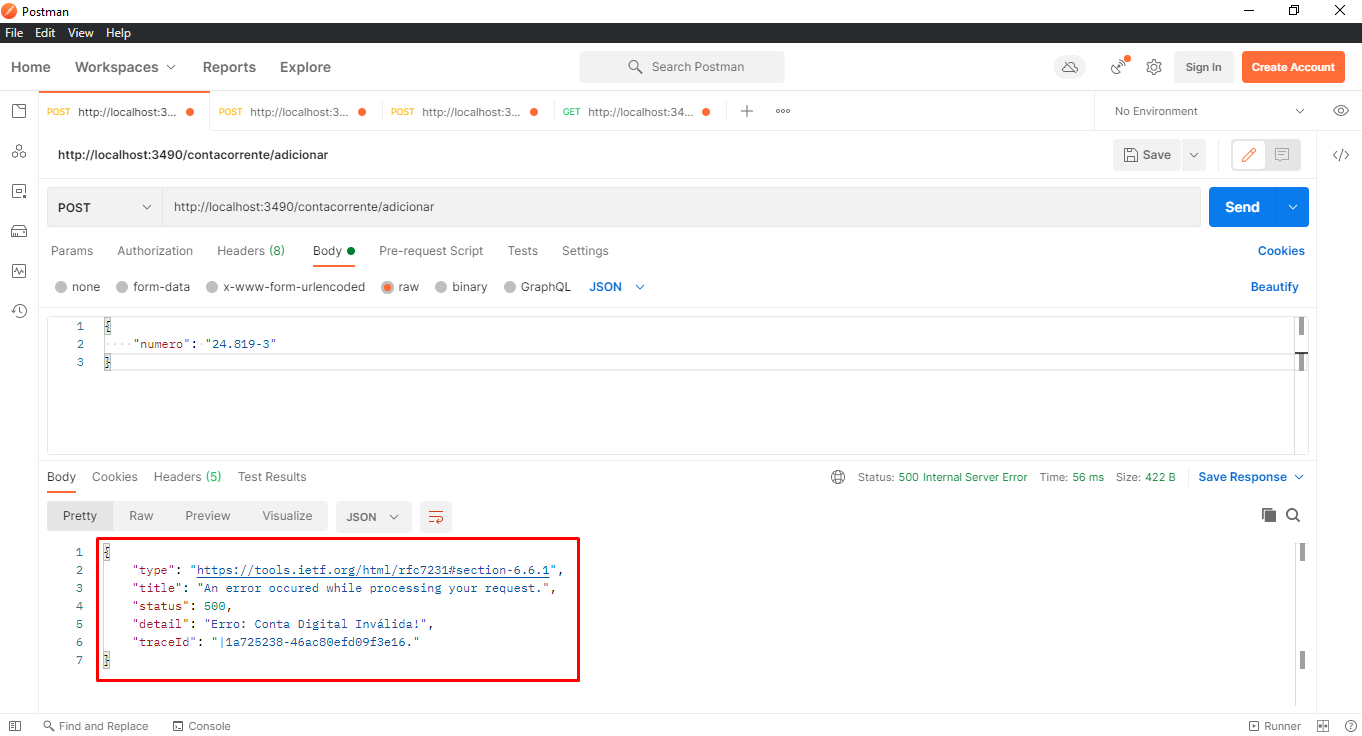 Postman
File Edit View Help
Home Workspaces Reports Explore Search Postman Sign In Create Account
POST http://localhost:3... POST http://localhost:3... POST http://localhost:3... GET http://localhost:34... No Environment
http://localhost:3490/contacorrente/adicionar Save
POST http://localhost:3490/contacorrente/adicionar Send
Params Authorization Headers (8) Body Pre-request Script Tests Settings Cookies
none form-data x-www-form-urlencoded raw binary GraphQL JSON Beautify
1 {
2 "numero": "24.819-3"
3 }
Body Cookies Headers (5) Test Results Status: 500 Internal Server Error Time: 56 ms Size: 422 B Save Response
Pretty Raw Preview Visualize JSON
1 {
2 "type": "https://tools.ietf.org/html/rfc7231#section-6.6.1",
3 "title": "An error occured while processing your request.",
4 "status": 500,
5 "detail": "Erro: Conta Digital Inválida!",
6 "traceId": "|1a725238-46ac80efd09f3e16."
7 }
Find and Replace Console Runner